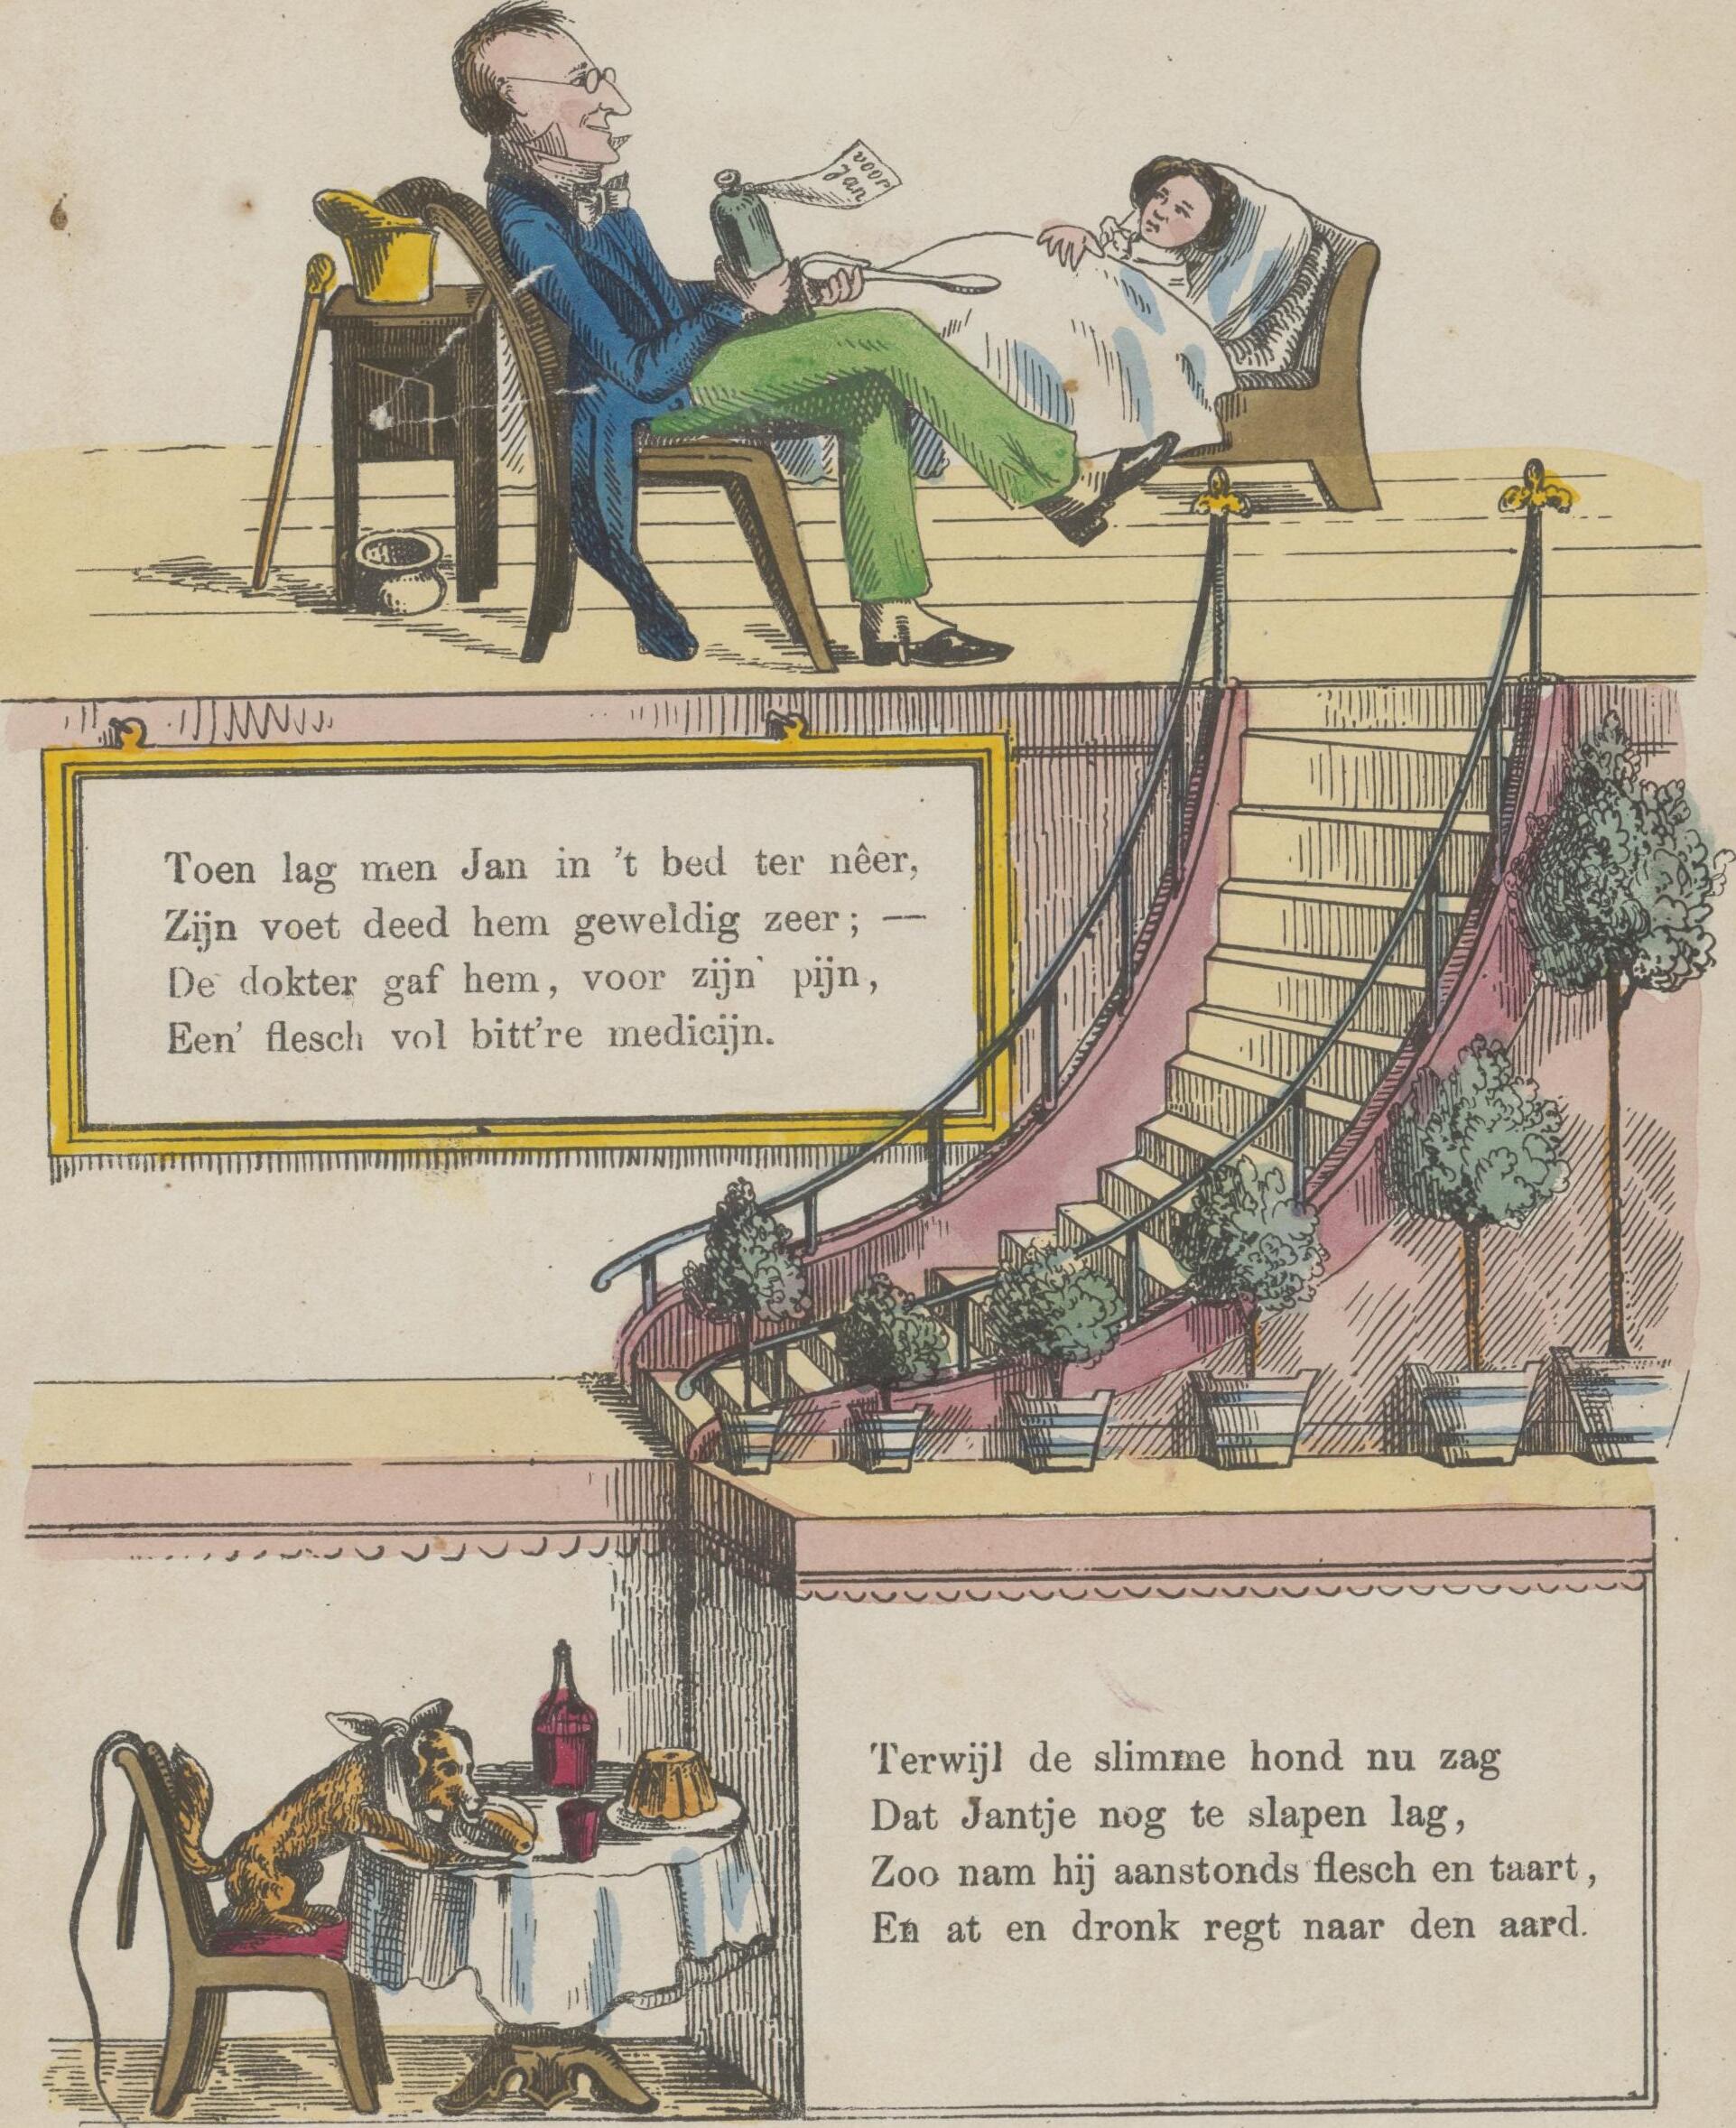 voor
Jan
Toen lag men Jan in 't bed ter nêer,
Zijn voet deed hem geweldig zeer; —
De dokter gaf hem, voor zijn' pijn,
Een' flesch vol bitt're medicijn.
Terwijl de slimme hond nu zag
Dat Jantje nog te slapen lag,
Zoo nam hij aanstonds flesch en taart,
En at en dronk regt naar den aard.